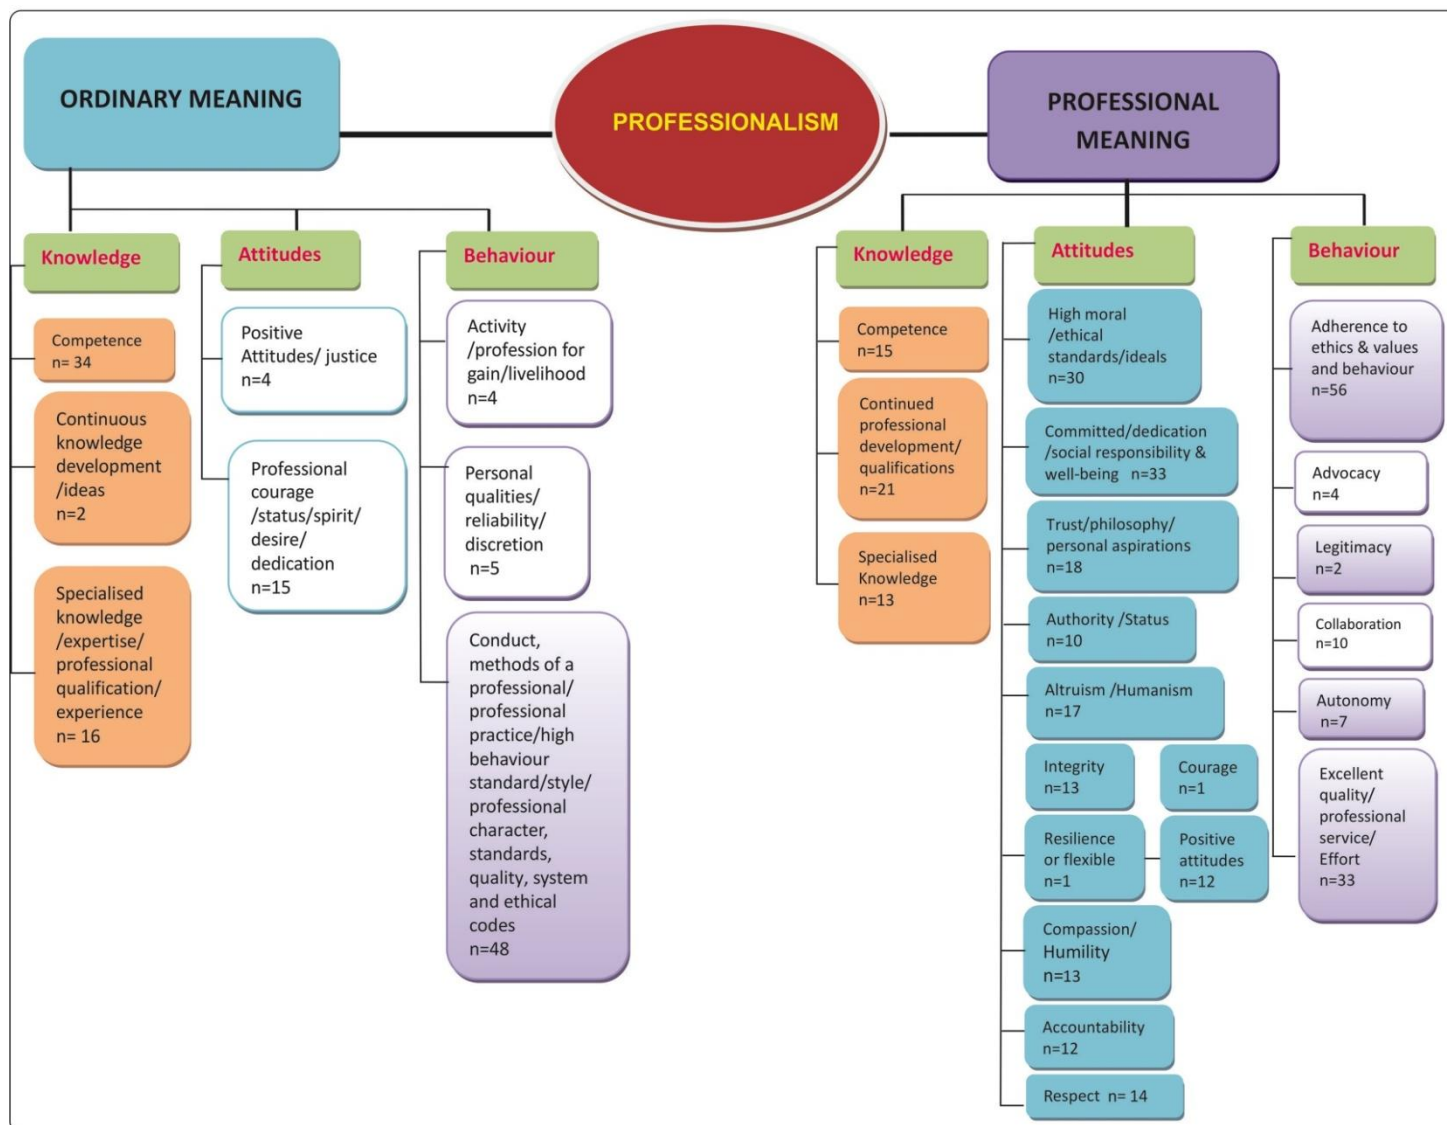 PROFESSIONALISM
ORDINARY MEANING
Knowledge
Competence
n= 34
Continuous
knowledge
development
/ideas
n=2
Specialised
knowledge
/expertise/
professional
qualification/
experience
n= 16
Attitudes
Positive
Attitudes/ justice
n=4
Professional
courage
/status/spirit/
desire/
dedication
n=15
Behaviour
Activity
/profession for
gain/livelihood
n=4
Personal
qualities/
reliability/
discretion
n=5
Conduct,
methods of a
professional/
professional
practice/high
behaviour
standard/style/
professional
character,
standards,
quality, system
and ethical
codes
n=48
PROFESSIONAL
MEANING
Knowledge
Competence
n=15
Continued
professional
development/
qualifications
n=21
Specialised
Knowledge
n=13
Attitudes
High moral
/ethical
standards/ideals
n=30
Committed/dedication
/social responsibility &
well-being n=33
Trust/philosophy/
personal aspirations
n=18
Authority /Status
n=10
Altruism /Humanism
n=17
Integrity
n=13
Courage
n=1
Resilience
or flexible
n=1
Positive
attitudes
n=12
Compassion/
Humility
n=13
Accountability
n=12
Respect n= 14
Behaviour
Adherence to
ethics & values
and behaviour
n=56
Advocacy
n=4
Legitimacy
n=2
Collaboration
n=10
Autonomy
n=7
Excellent
quality/
professional
service/
Effort
n=33